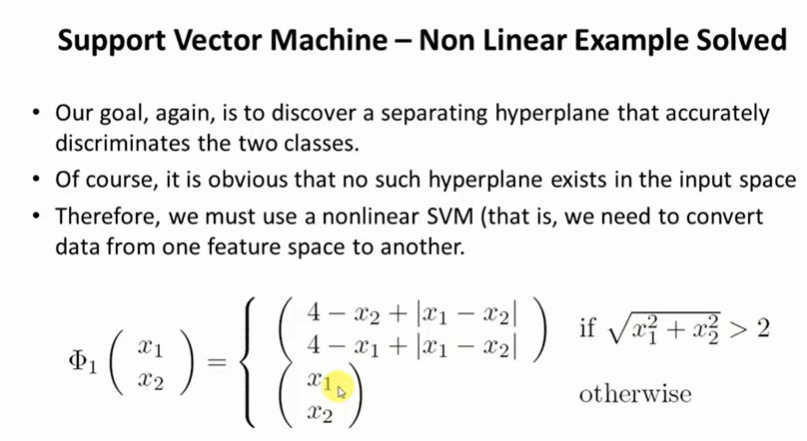 Support Vector Machine – Non Linear Example Solved
• Our goal, again, is to discover a separating hyperplane that accurately
discriminates the two classes.
• Of course, it is obvious that no such hyperplane exists in the input space
• Therefore, we must use a nonlinear SVM (that is, we need to convert
data from one feature space to another.
Φ₁ ( x₁ x₂ ) = { ( 4 − x₂ + |x₁ − x₂| 4 − x₁ + |x₁ − x₂| ) if √(x₁² + x₂²) > 2
( x₁ x₂ ) otherwise